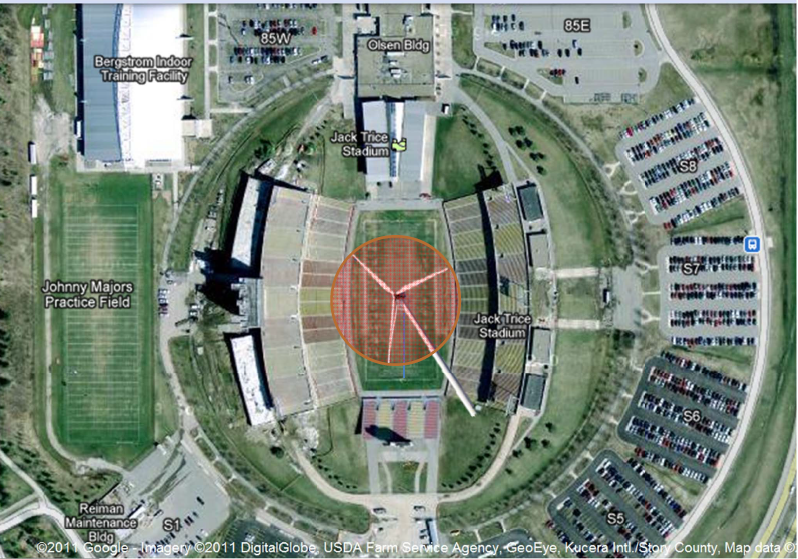 85W
85E
Olsen Bldg
Bergstrom Indoor
Training Facility
Jack Trice
Stadium
S8
S7
Johnny Majors
Practice Field
Jack Trice
Stadium
S6
Reiman
Maintenance
Bldg
S1
S5
©2011 Google - Imagery ©2011 DigitalGlobe, USDA Farm Service Agency, GeoEye, Kucera Intl./Story County, Map data ©